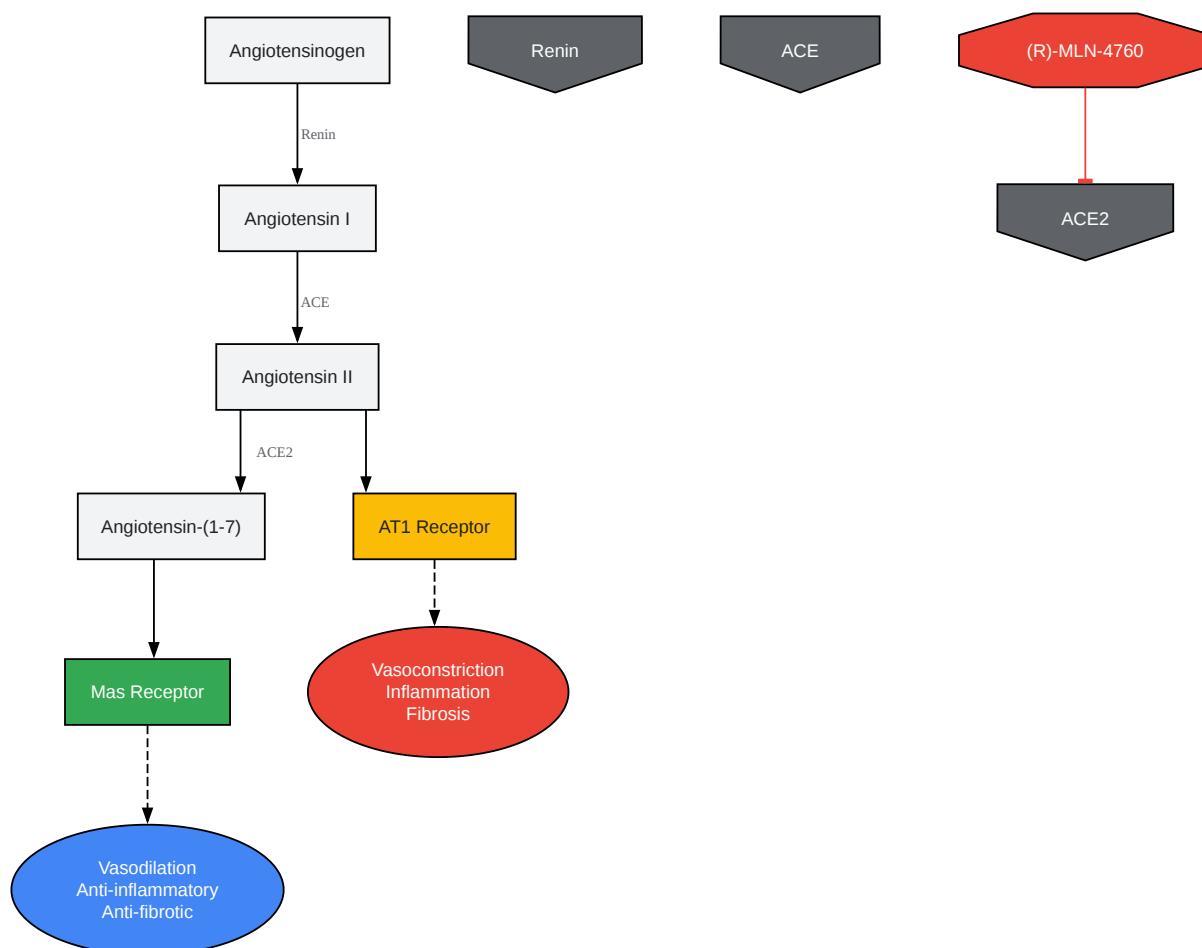 Angiotensinogen
Renin
ACE
(R)-MLN-4760
Renin
Angiotensin I
ACE2
ACE
Angiotensin II
ACE2
Angiotensin-(1-7)
AT1 Receptor
Mas Receptor
Vasoconstriction
Inflammation
Fibrosis
Vasodilation
Anti-inflammatory
Anti-fibrotic